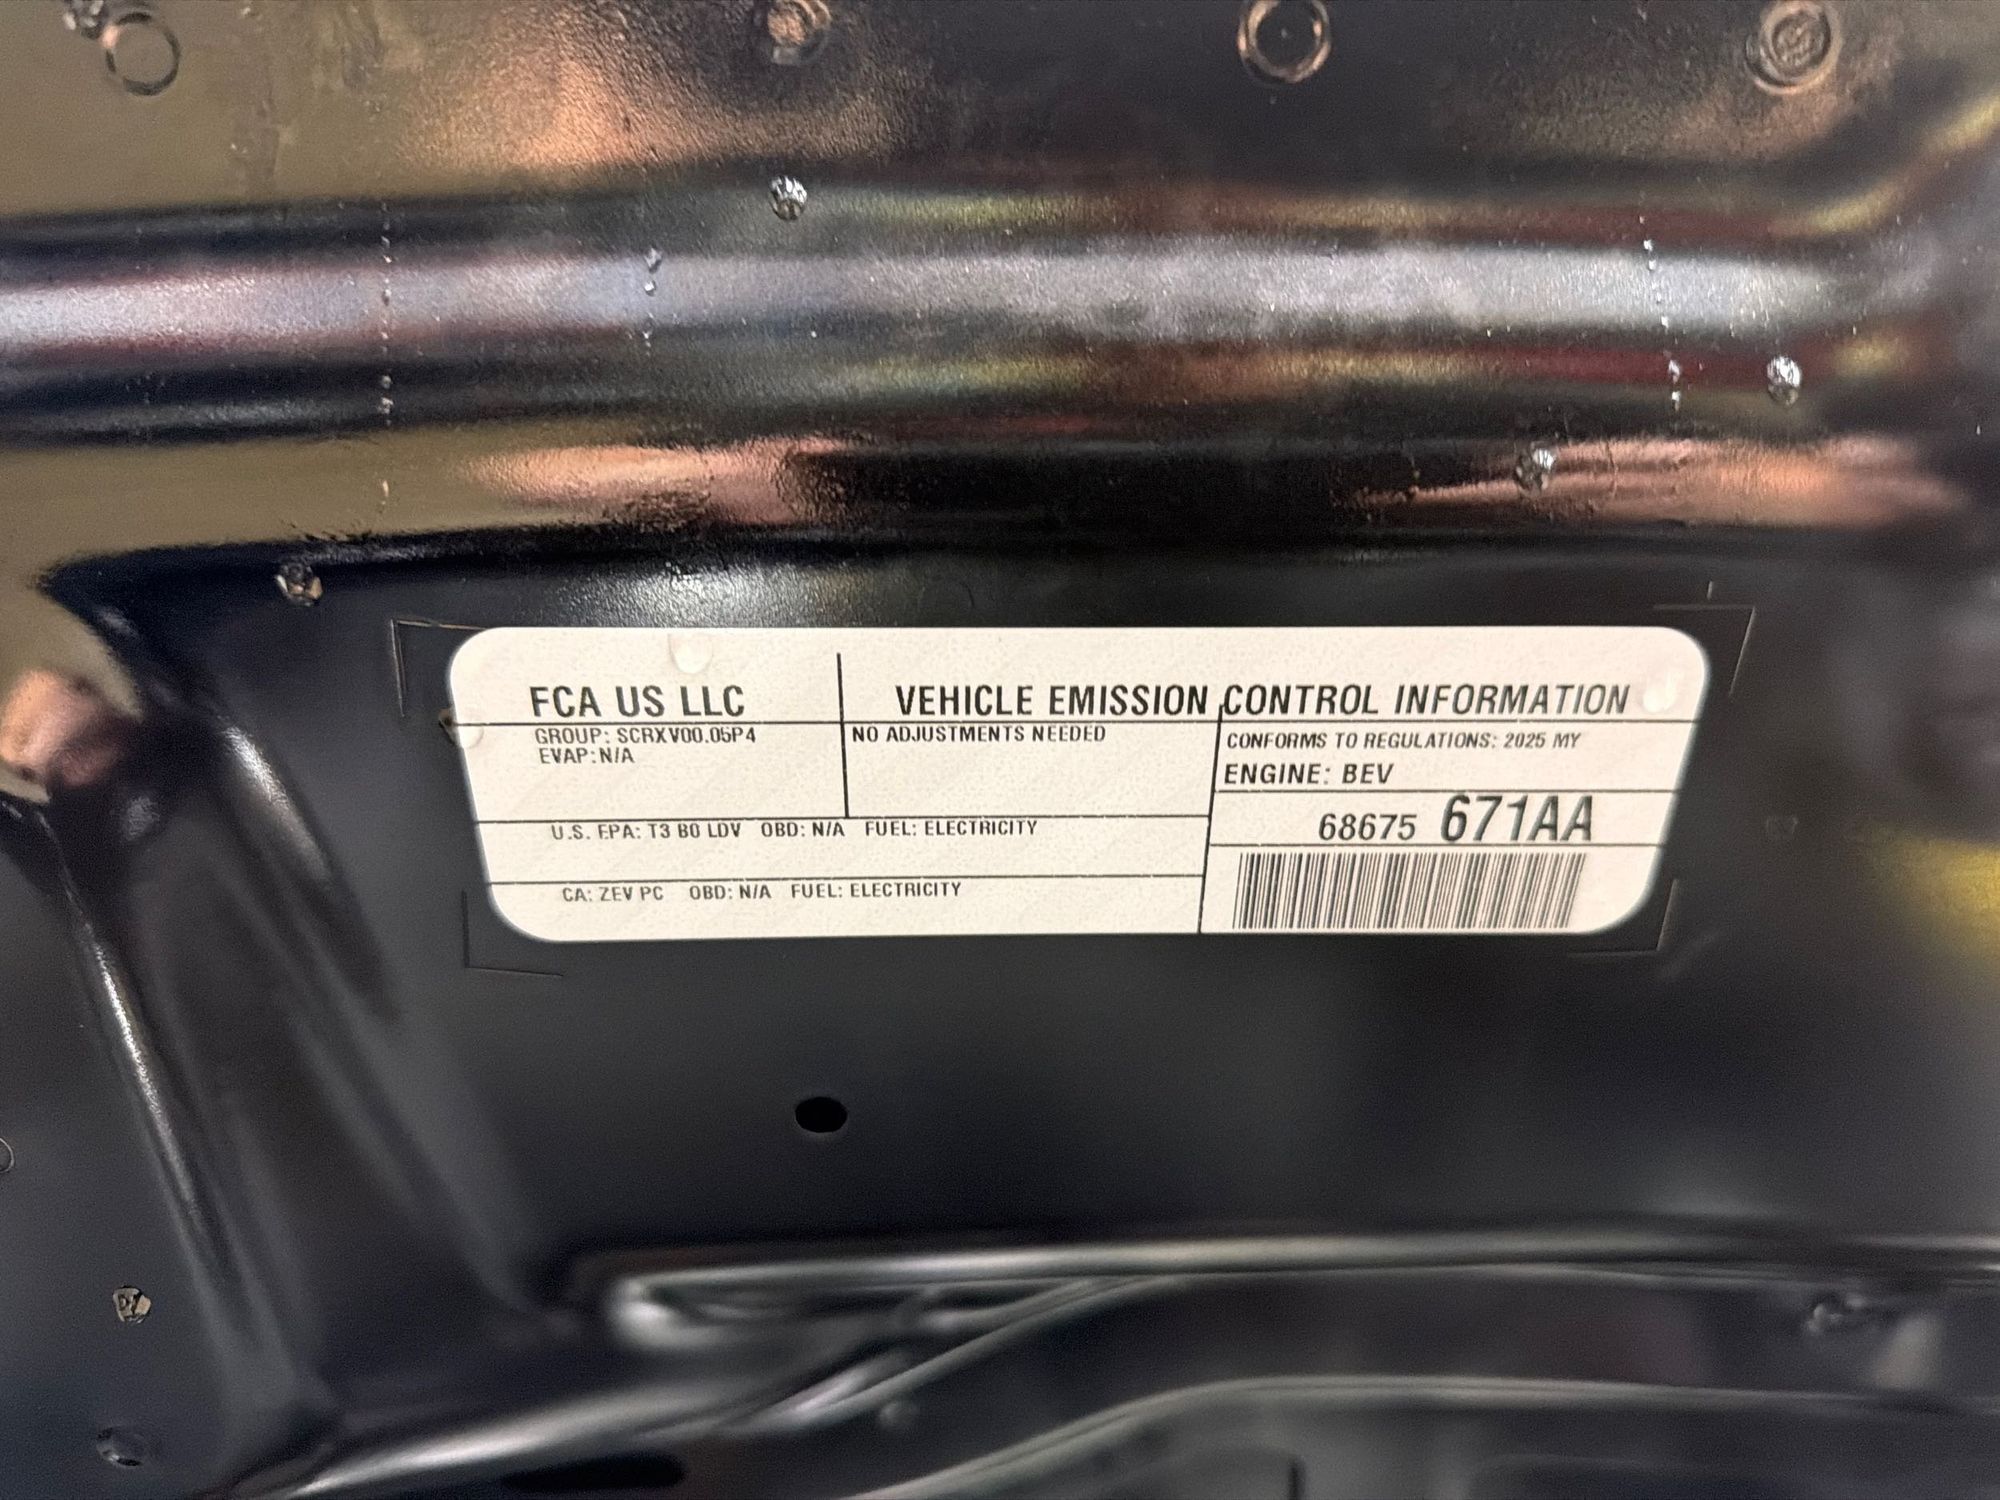 FCA US LLC
VEHICLE EMISSION CONTROL INFORMATION
GROUP: SCRXV00.05P4
EVAP: N/A
NO ADJUSTMENTS NEEDED
CONFORMS TO REGULATIONS: 2025 MY
ENGINE: BEV
68675 671AA
U.S. EPA: T3 B0 LDV OBD: N/A FUEL: ELECTRICITY
CA: ZEV PC OBD: N/A FUEL: ELECTRICITY